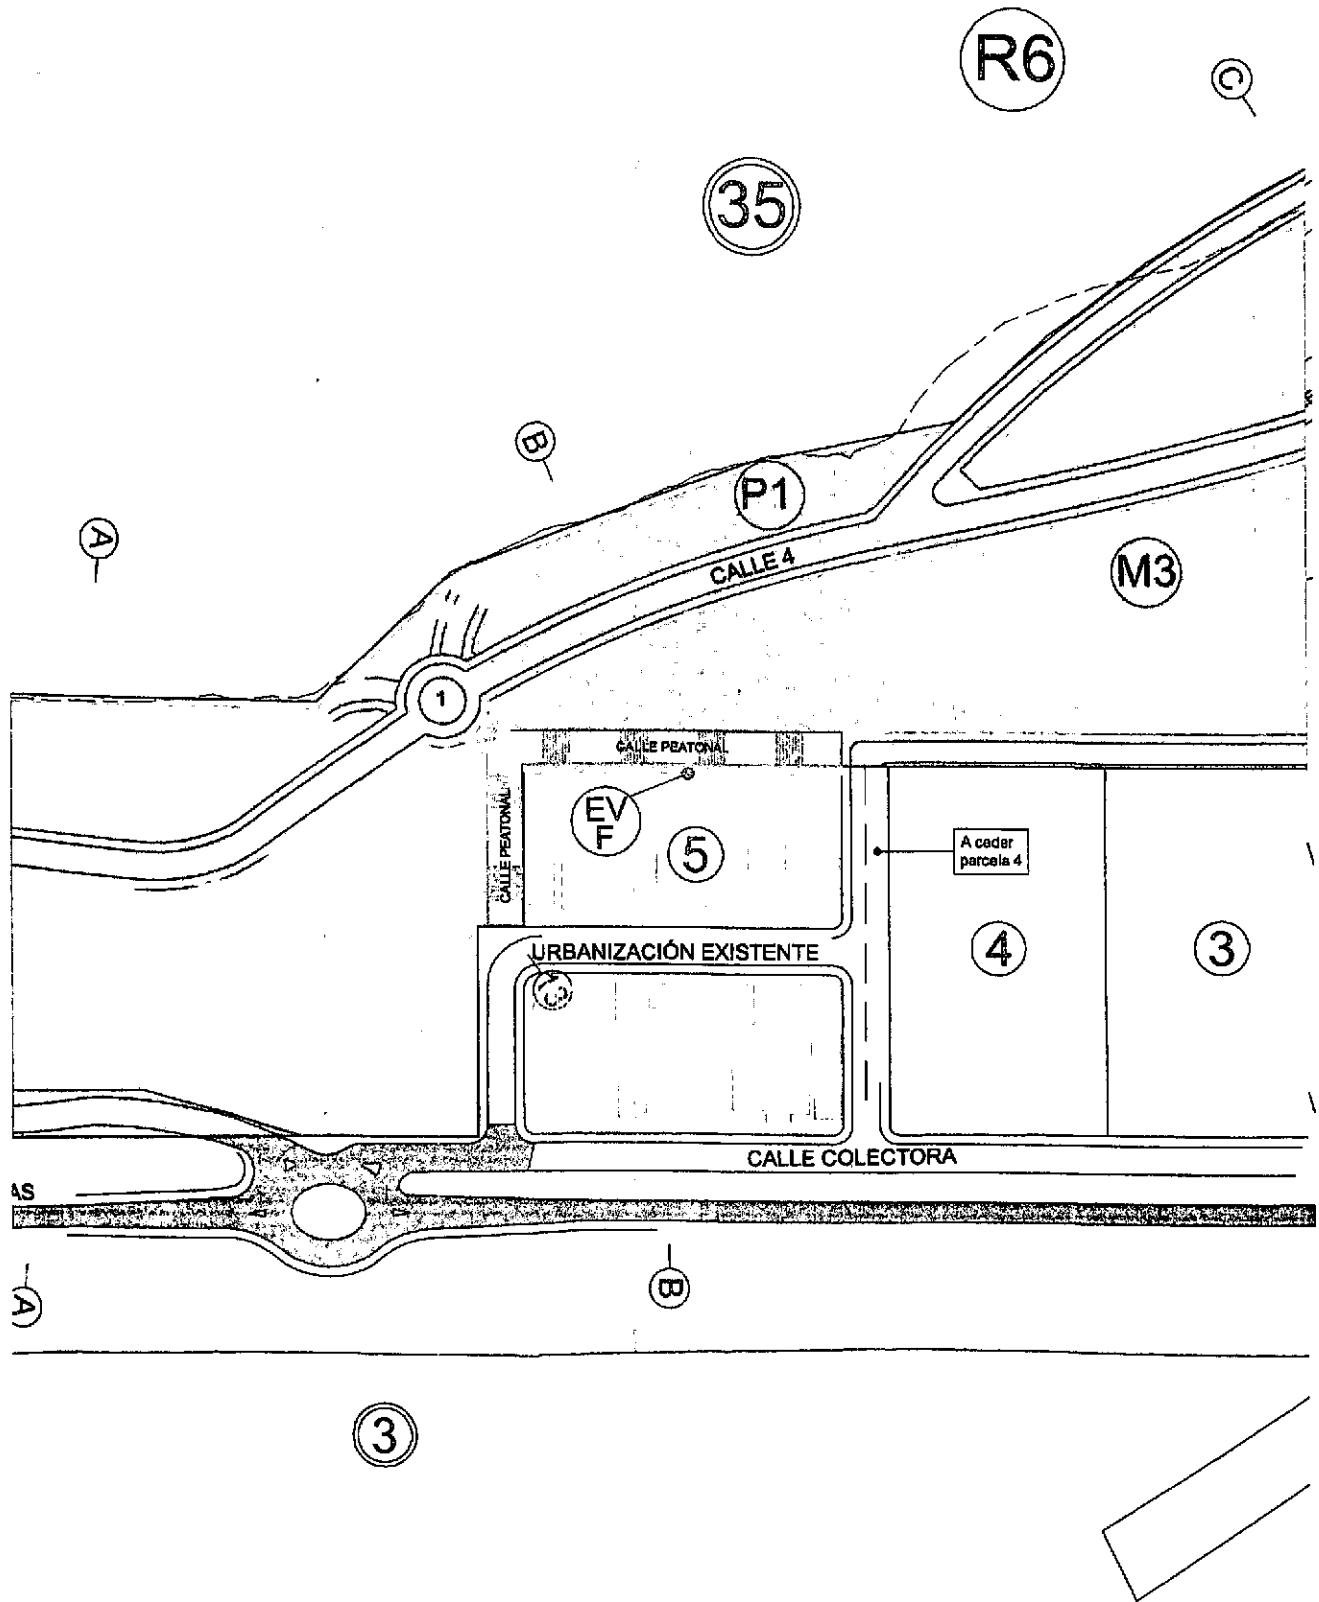 R6
C
35
B
P1
A
CALLE 4
M3
1
CALLE PEATONAL
CALLE PEATONAL
EV
F
5
A ceder
parcela 4
4
3
URBANIZACIÓN EXISTENTE
13
CALLE COLECTORA
AS
B
A
3